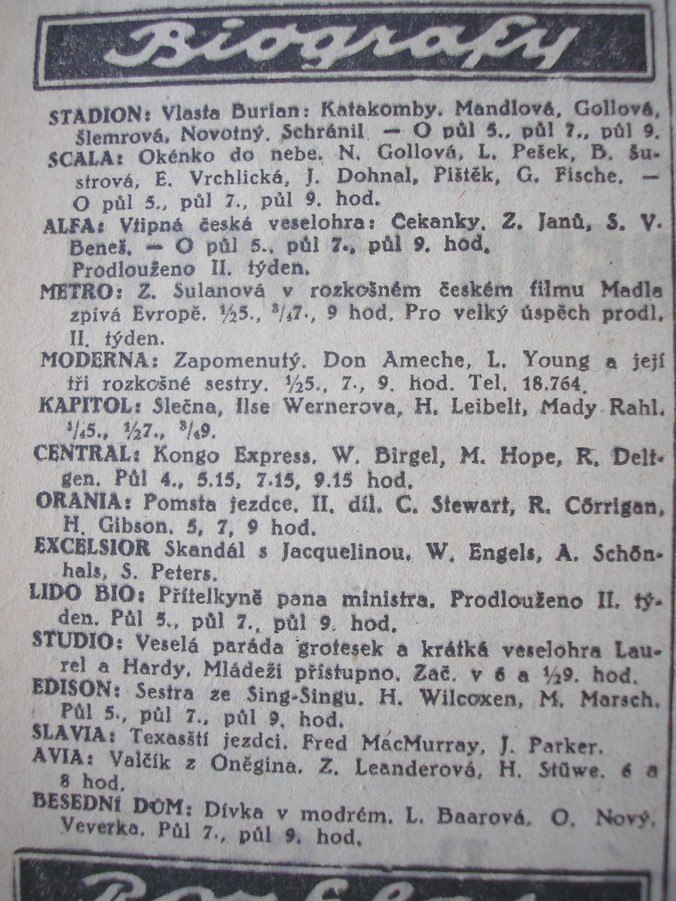 Biografy
STADION: Vlasta Burian: Katakomby. Mandlová, Gollová,
Šlemrová, Novotný. Schránil — O půl 5., půl 7., půl 9.
SCALA: Okénko do nebe. N. Gollová, L. Pešek, B. Šu-
strová, E. Vrchlická, J. Dohnal, Pištěk, G. Fische. —
O půl 5., půl 7., půl 9. hod.
ALFA: Vtipná česká veselohra: Čekanky. Z. Janů, S. V.
Beneš. — O půl 5., půl 7., půl 9. hod.
Prodlouženo II. týden.
METRO: Z. Sulanová v rozkošném českém filmu Madla
zpívá Evropě. ½5., ¾7., 9 hod. Pro velký úspěch prodl.
II. týden.
MODERNA: Zapomenutý. Don Ameche, L. Young a její
tři rozkošné sestry. ½5., 7., 9. hod. Tel. 18.764.
KAPITOL: Slečna, Ilse Wernerova, H. Leibelt, Mady Rahl.
¼5., ½7., ¾9.
CENTRAL: Kongo Express. W. Birgel, M. Hope, R. Delt-
gen. Půl 4., 5.15, 7.15, 9.15 hod.
ORANIA: Pomsta jezdce. II. díl. C. Stewart, R. Cörrigan,
H. Gibson. 5, 7, 9 hod.
EXCELSIOR Skandál s Jacquelinou. W. Engels, A. Schön-
hals, S. Peters.
LIDO BIO: Přítelkyně pana ministra. Prodlouženo II. tý-
den. Půl 5., půl 7., půl 9. hod.
STUDIO: Veselá paráda grotesek a krátká veselohra Lau-
rel a Hardy. Mládeži přístupno. Zač. v 6 a ½9. hod.
EDISON: Sestra ze Sing-Singu. H. Wilcoxen, M. Marsch.
Půl 5., půl 7., půl 9. hod.
SLAVIA: Texasští jezdci. Fred MacMurray, J. Parker.
AVIA: Valčík z Oněgina. Z. Leanderová, H. Stüwe. 6 a
8 hod.
BESEDNÍ DŮM: Dívka v modrém. L. Baarová, O. Nový,
Veverka. Půl 7., půl 9. hod.